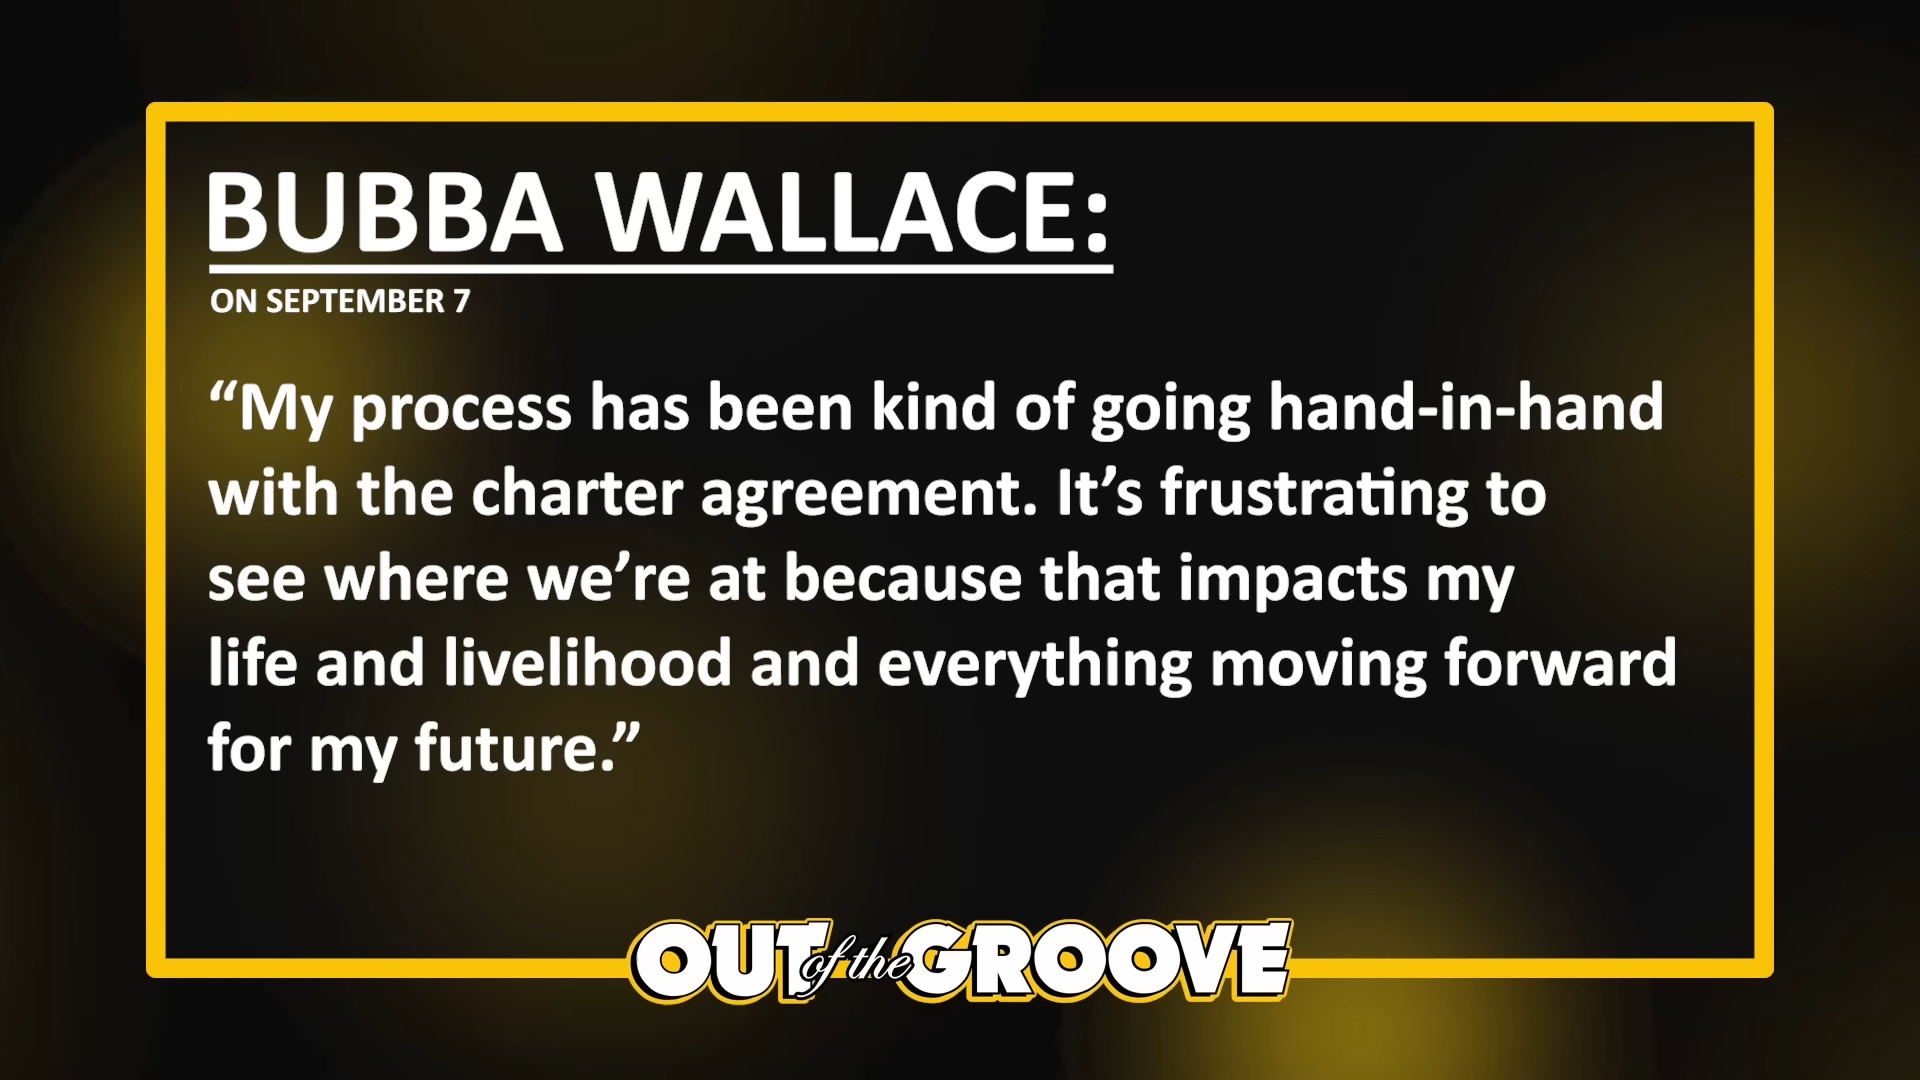 BUBBA WALLACE:
ON SEPTEMBER 7
“My process has been kind of going hand-in-hand
with the charter agreement. It’s frustrating to
see where we’re at because that impacts my
life and livelihood and everything moving forward
for my future.”
OUT of the GROOVE